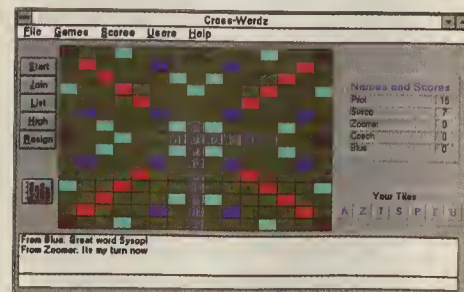 Cross-Wordz
File Games Scores Users Help
Start
Join
List
High
Resign
Names and Scores
Pilot 15
Sysop 7
Zoomer 0
Coach 0
Blue 0
Your Tiles
A Z T S P E U
From Blue: Great word Sysop!
From Zoomer: Its my turn now